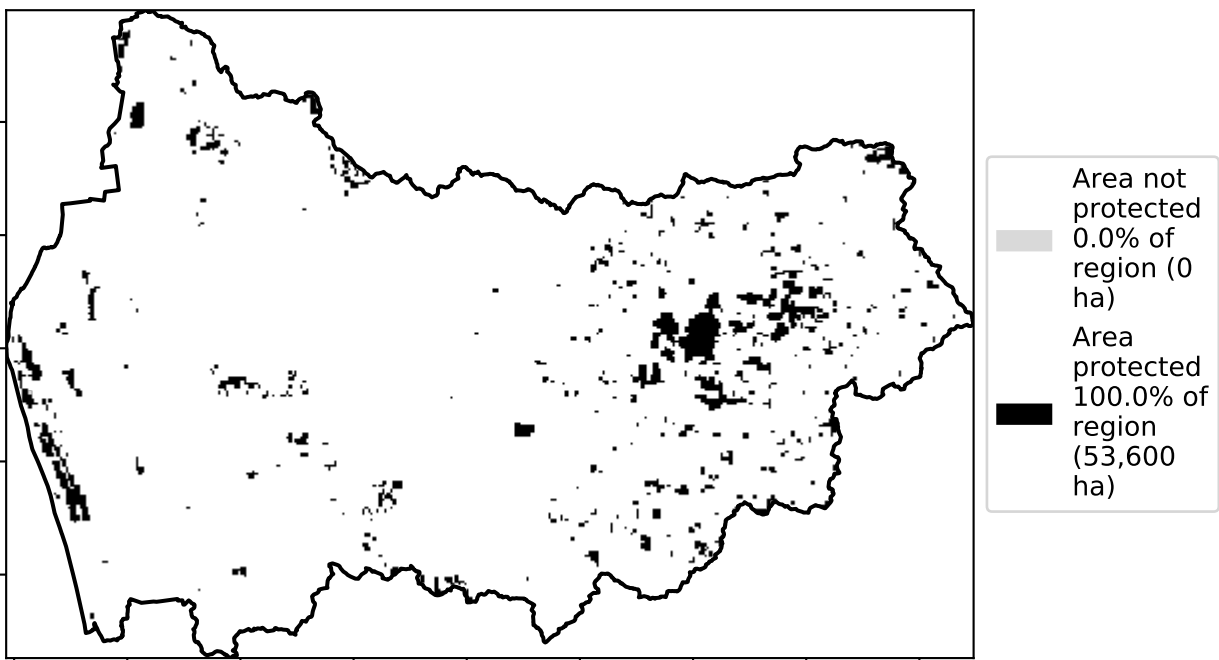 Area not
protected
0.0% of
region (0
ha)
Area
protected
100.0% of
region
(53,600
ha)